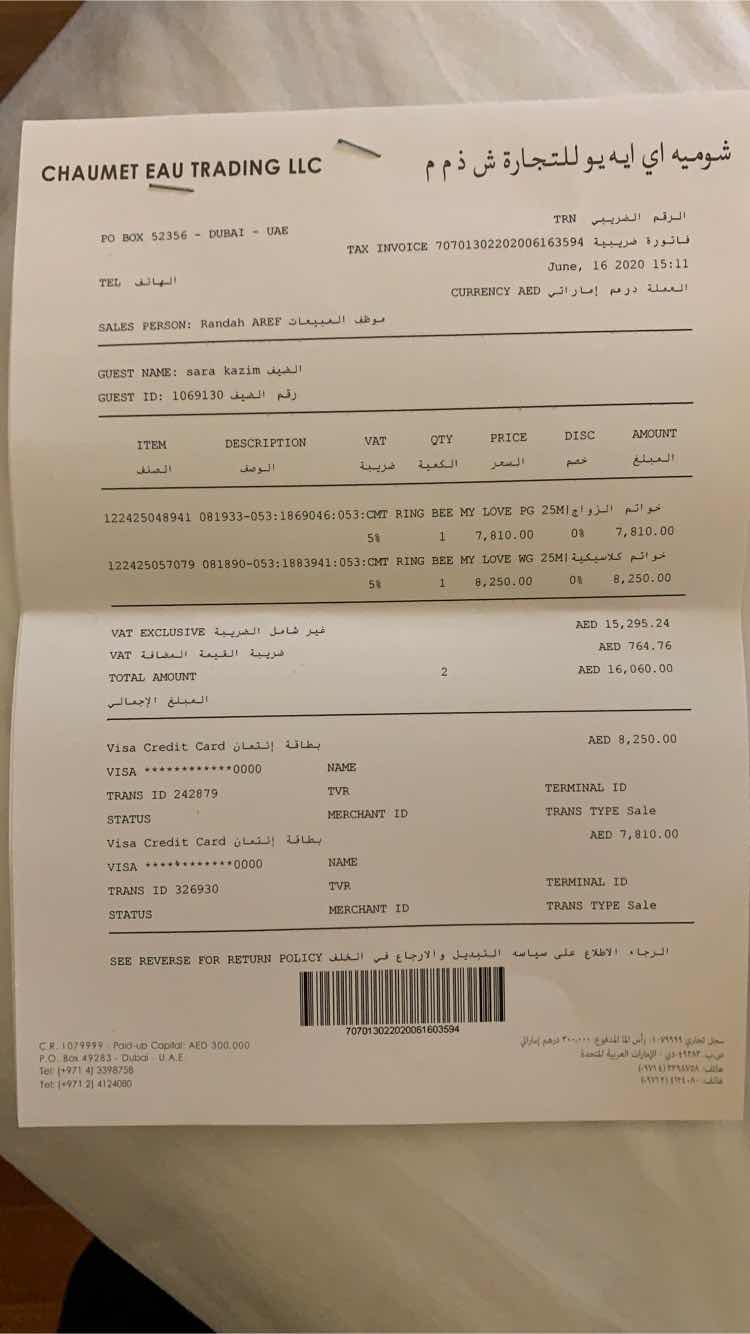 CHAUMET EAU TRADING LLC شوميه اي ايه يو للتجارة ش ذ م م
PO BOX 52356 - DUBAI - UAE
TRN الرقم الضريبي
TAX INVOICE 70701302202006163594 فاتورة ضريبية
June, 16 2020 15:11
TEL الهاتف
CURRENCY AED العملة درهم إماراتي
SALES PERSON: Randah AREF موظف المبيعات
GUEST NAME: sara kazim الضيف
GUEST ID: 1069130 رقم الضيف
ITEM DESCRIPTION VAT QTY PRICE DISC AMOUNT
الصنف الوصف ضريبة الكمية السعر خصم المبلغ
122425048941 081933-053:1869046:053:CMT RING BEE MY LOVE PG 25M|خواتم الزواج
5% 1 7,810.00 0% 7,810.00
122425057079 081890-053:1883941:053:CMT RING BEE MY LOVE WG 25M|خواتم كلاسيكية
5% 1 8,250.00 0% 8,250.00
VAT EXCLUSIVE غير شامل الضريبة AED 15,295.24
VAT ضريبة القيمة المضافة AED 764.76
TOTAL AMOUNT 2 AED 16,060.00
المبلغ الإجمالي
Visa Credit Card بطاقة إئتمان AED 8,250.00
VISA ************0000 NAME
TRANS ID 242879 TVR TERMINAL ID
STATUS MERCHANT ID TRANS TYPE Sale
Visa Credit Card بطاقة إئتمان AED 7,810.00
VISA ************0000 NAME
TRANS ID 326930 TVR TERMINAL ID
STATUS MERCHANT ID TRANS TYPE Sale
SEE REVERSE FOR RETURN POLICY الرجاء الاطلاع على سياسه التبديل والارجاع في الخلف
707013022020061603594
C.R. 1079999 - Paid-up Capital: AED 300,000
P.O. Box 49283 - Dubai - U.A.E
Tel: (+971 4) 3398758
Tel: (+971 2) 4124080
سجل تجاري ١٠٧٩٩٩٩ - رأس المال المدفوع: ٣٠٠,٠٠٠ درهم إماراتي
ص.ب: ٤٩٢٨٣-دبي - الإمارات العربية المتحدة
هاتف: ٣٣٩٨٧٥٨ (٤ ٩٧١+)
هاتف: ٤١٢٤٠٨٠ (٢ ٩٧١+)